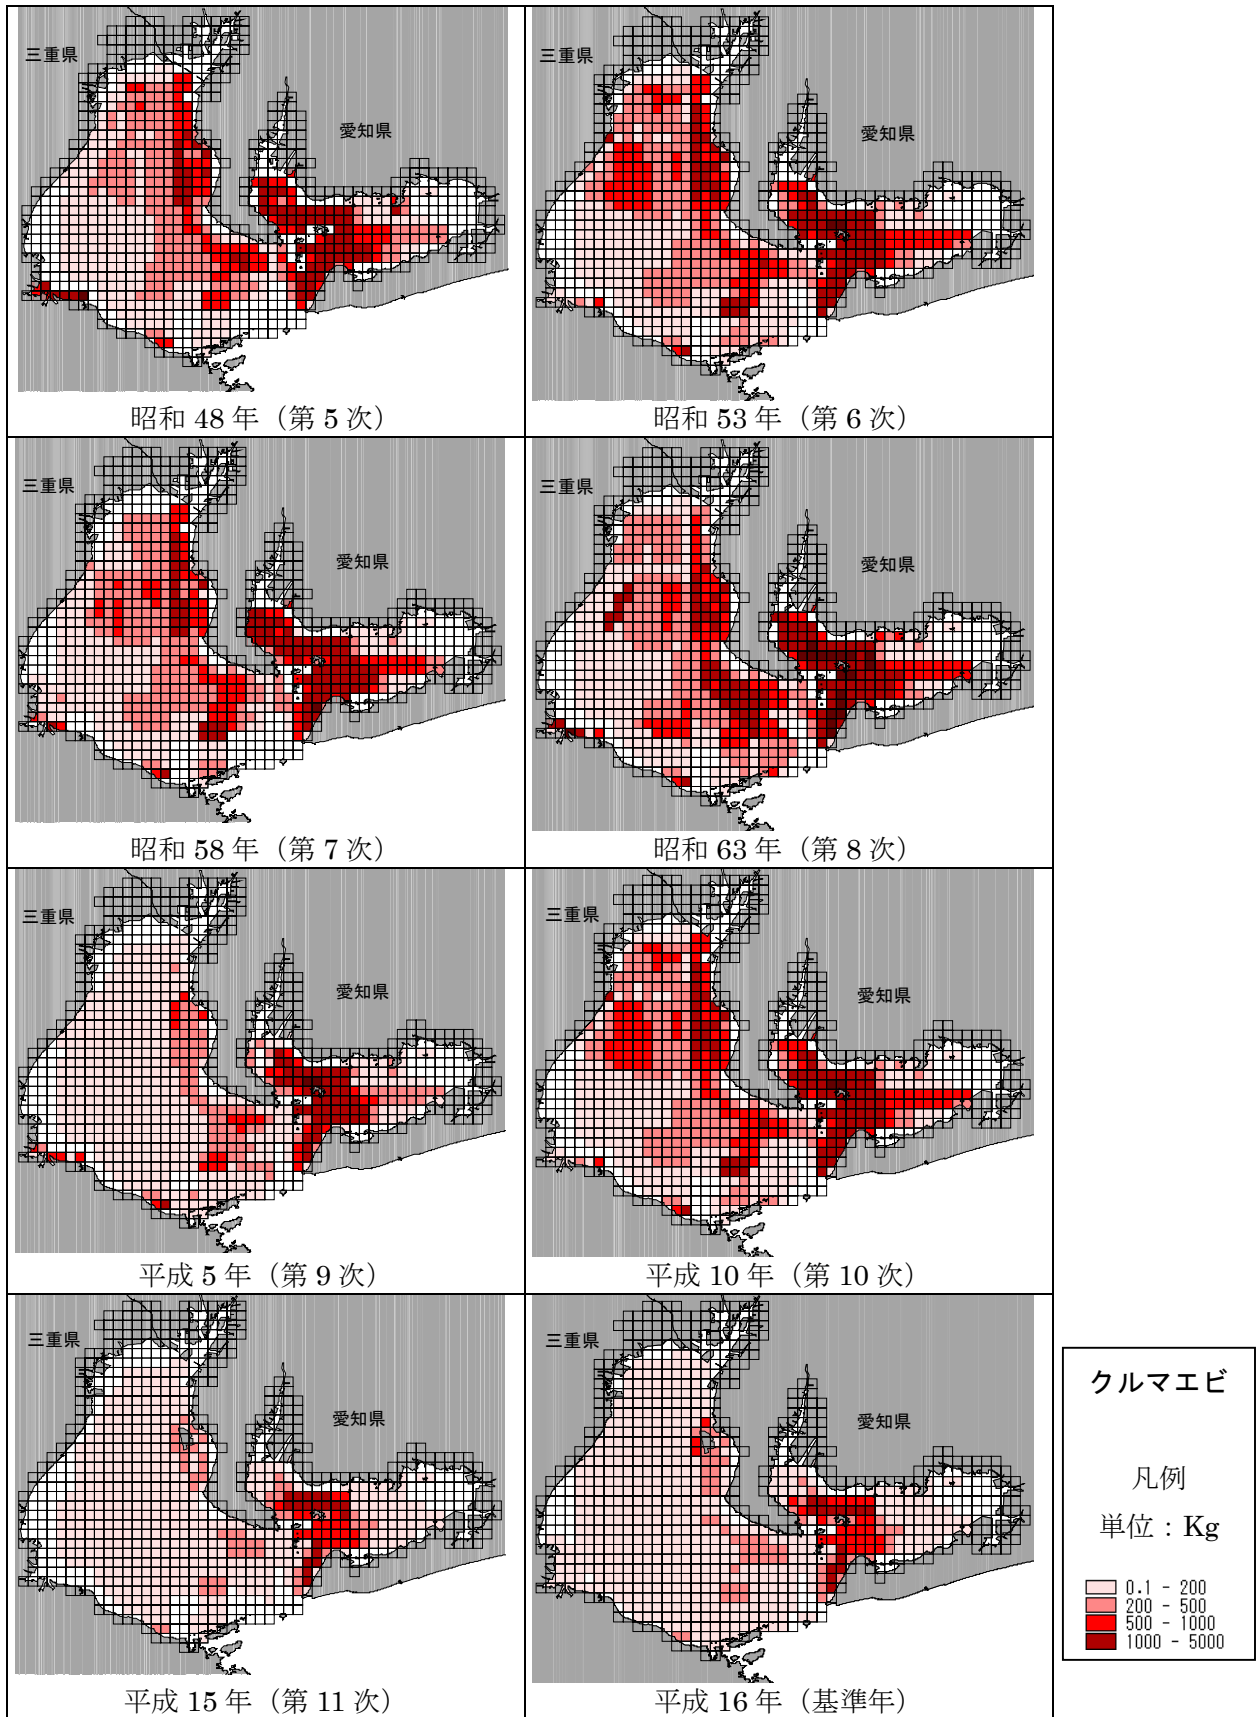 三重県
愛知県
昭和 48 年（第 5 次）
三重県
愛知県
昭和 53 年（第 6 次）
三重県
愛知県
昭和 58 年（第 7 次）
三重県
愛知県
昭和 63 年（第 8 次）
三重県
愛知県
平成 5 年（第 9 次）
三重県
愛知県
平成 10 年（第 10 次）
三重県
愛知県
平成 15 年（第 11 次）
三重県
愛知県
平成 16 年（基準年）
クルマエビ
凡例
単位：Kg
0.1 - 200
200 - 500
500 - 1000
1000 - 5000